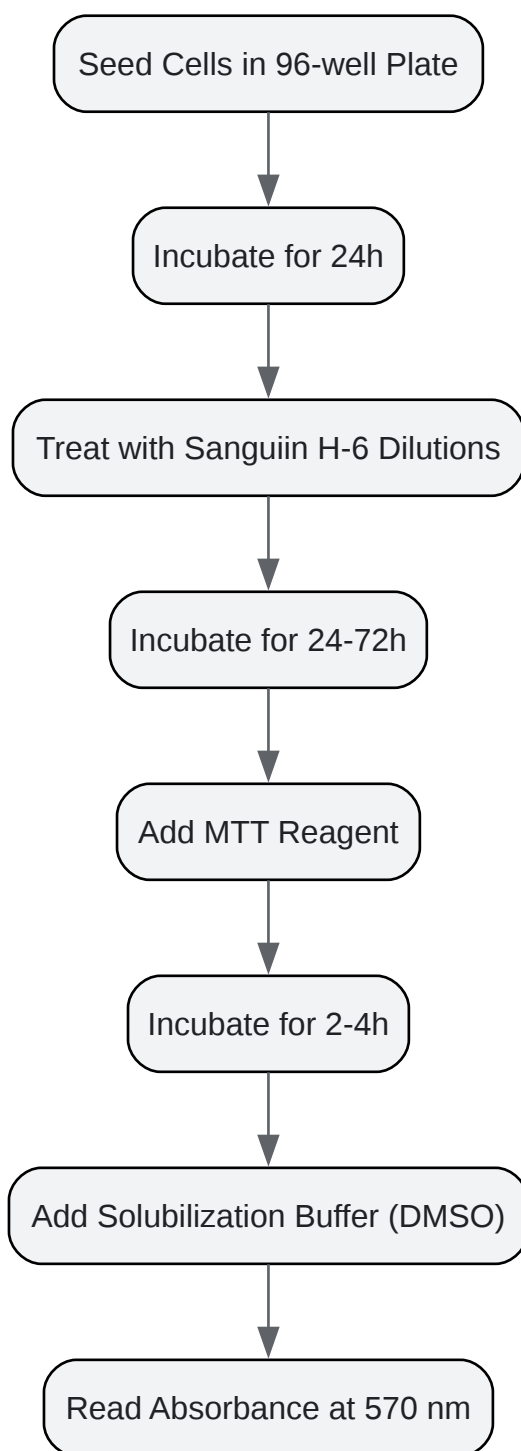 Seed Cells in 96-well Plate
Incubate for 24h
Treat with Sanguiin H-6 Dilutions
Incubate for 24-72h
Add MTT Reagent
Incubate for 2-4h
Add Solubilization Buffer (DMSO)
Read Absorbance at 570 nm